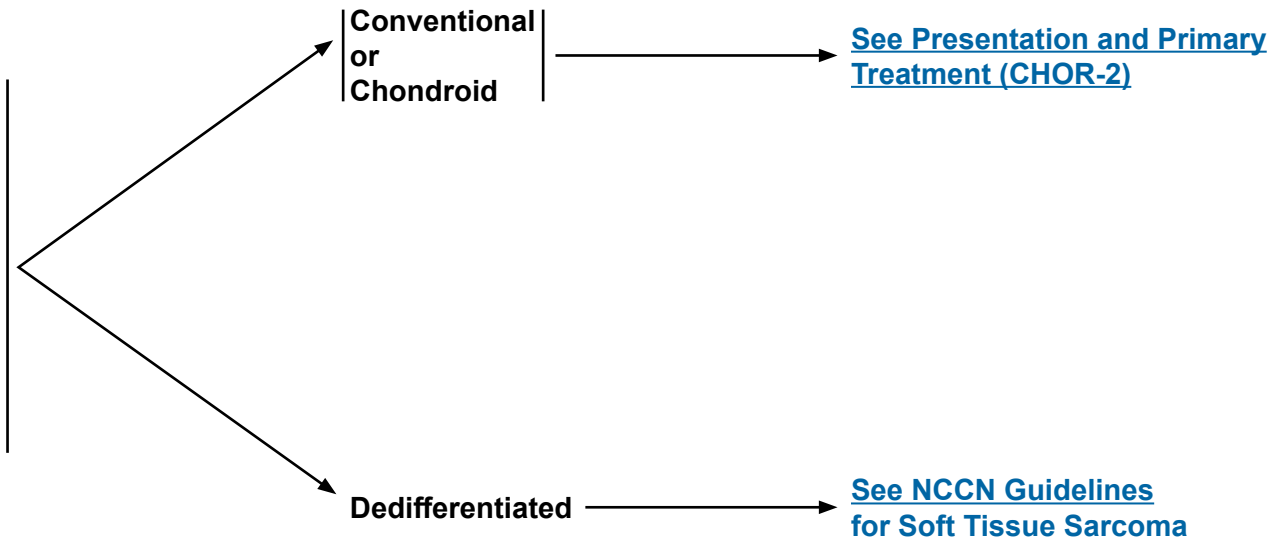 Conventional
or
Chondroid
See Presentation and Primary
Treatment (CHOR-2)
Dedifferentiated
See NCCN Guidelines
for Soft Tissue Sarcoma